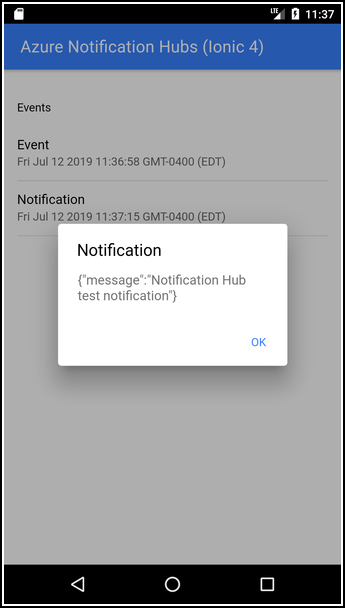 LTE 11:37
Azure Notification Hubs (Ionic 4)
Events
Event
Fri Jul 12 2019 11:36:58 GMT-0400 (EDT)
Notification
Fri Jul 12 2019 11:37:15 GMT-0400 (EDT)
Notification
{"message":"Notification Hub
test notification"}
OK